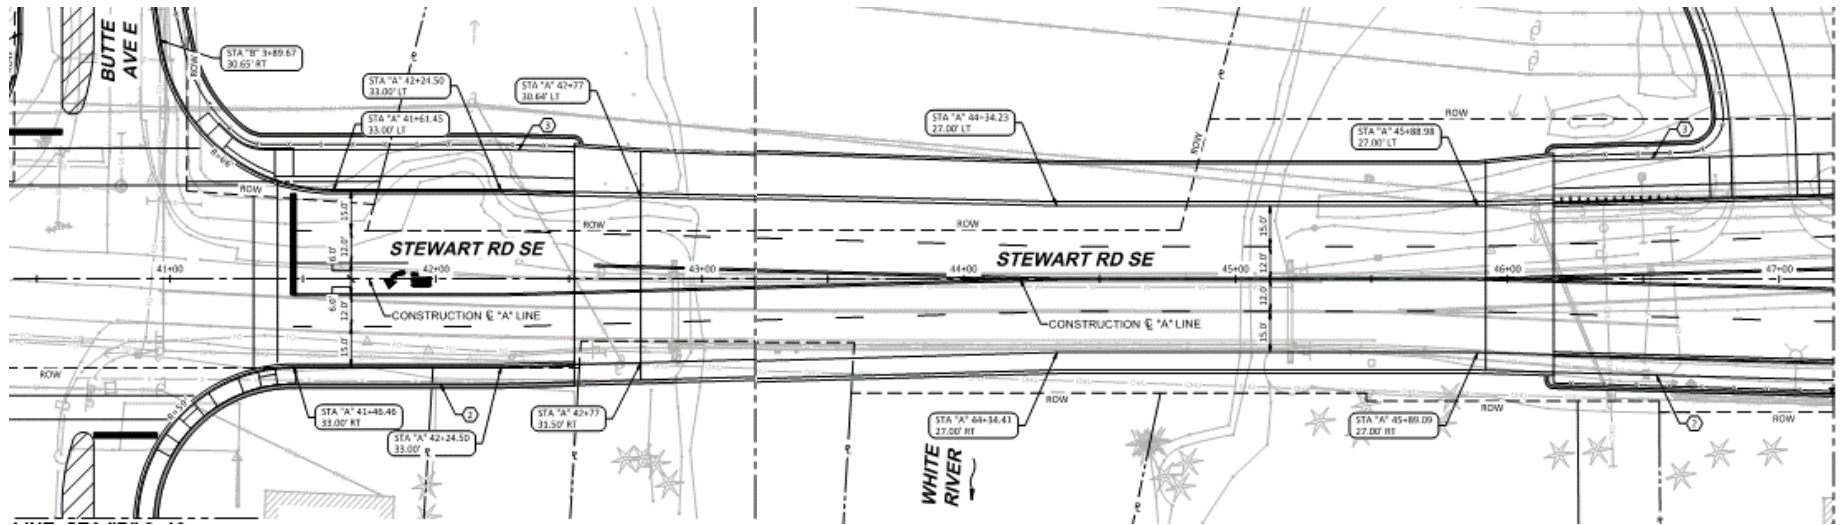 BUTTE
AVE E
STA "B" 3+89.67
30.65' RT
ROW
STA "A" 42+24.50
33.00' LT
STA "A" 42+77
30.64' LT
STA "A" 41+61.45
33.00' LT
3
STA "A" 44+34.23
27.00' LT
ROW
STA "A" 45+88.98
27.00' LT
3
ROW
R=66'
ROW
15.0'
ROW
ROW
15.0'
STEWART RD SE
STEWART RD SE
6.0'
12.0'
12.0'
41+00
42+00
43+00
44+00
45+00
46+00
47+00
6.0'
12.0'
12.0'
CONSTRUCTION ℄ "A" LINE
CONSTRUCTION ℄ "A" LINE
15.0'
15.0'
ROW
R=59'
STA "A" 41+46.46
33.00' RT
2
STA "A" 42+24.50
33.00'
STA "A" 42+77
31.50' RT
ROW
STA "A" 44+34.41
27.00' RT
STA "A" 45+89.09
27.00' RT
ROW
2
ROW
WHITE
RIVER